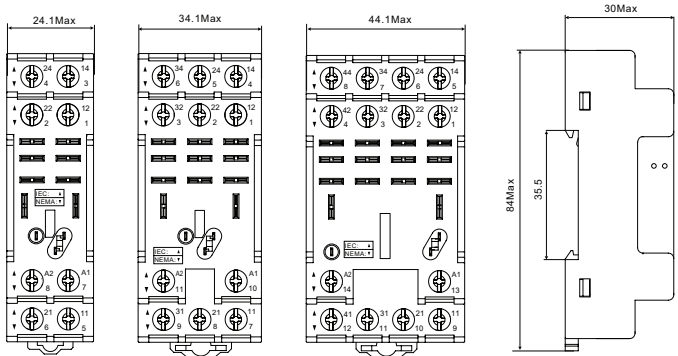 24.1Max
34.1Max
44.1Max
30Max
24 14
4 3
22 12
2 1
IEC: ▲
NEMA: ▼
A2 A1
8 7
21 11
6 5
34 24 14
6 5 4
32 22 12
3 2 1
IEC: ▲
NEMA: ▼
A2 A1
11 10
31 21 11
9 8 7
44 34 24 14
8 7 6 5
42 32 22 12
4 3 2 1
IEC: ▲
NEMA: ▼
A2 A1
14 13
41 31 21 11
12 11 10 9
84Max
35.5